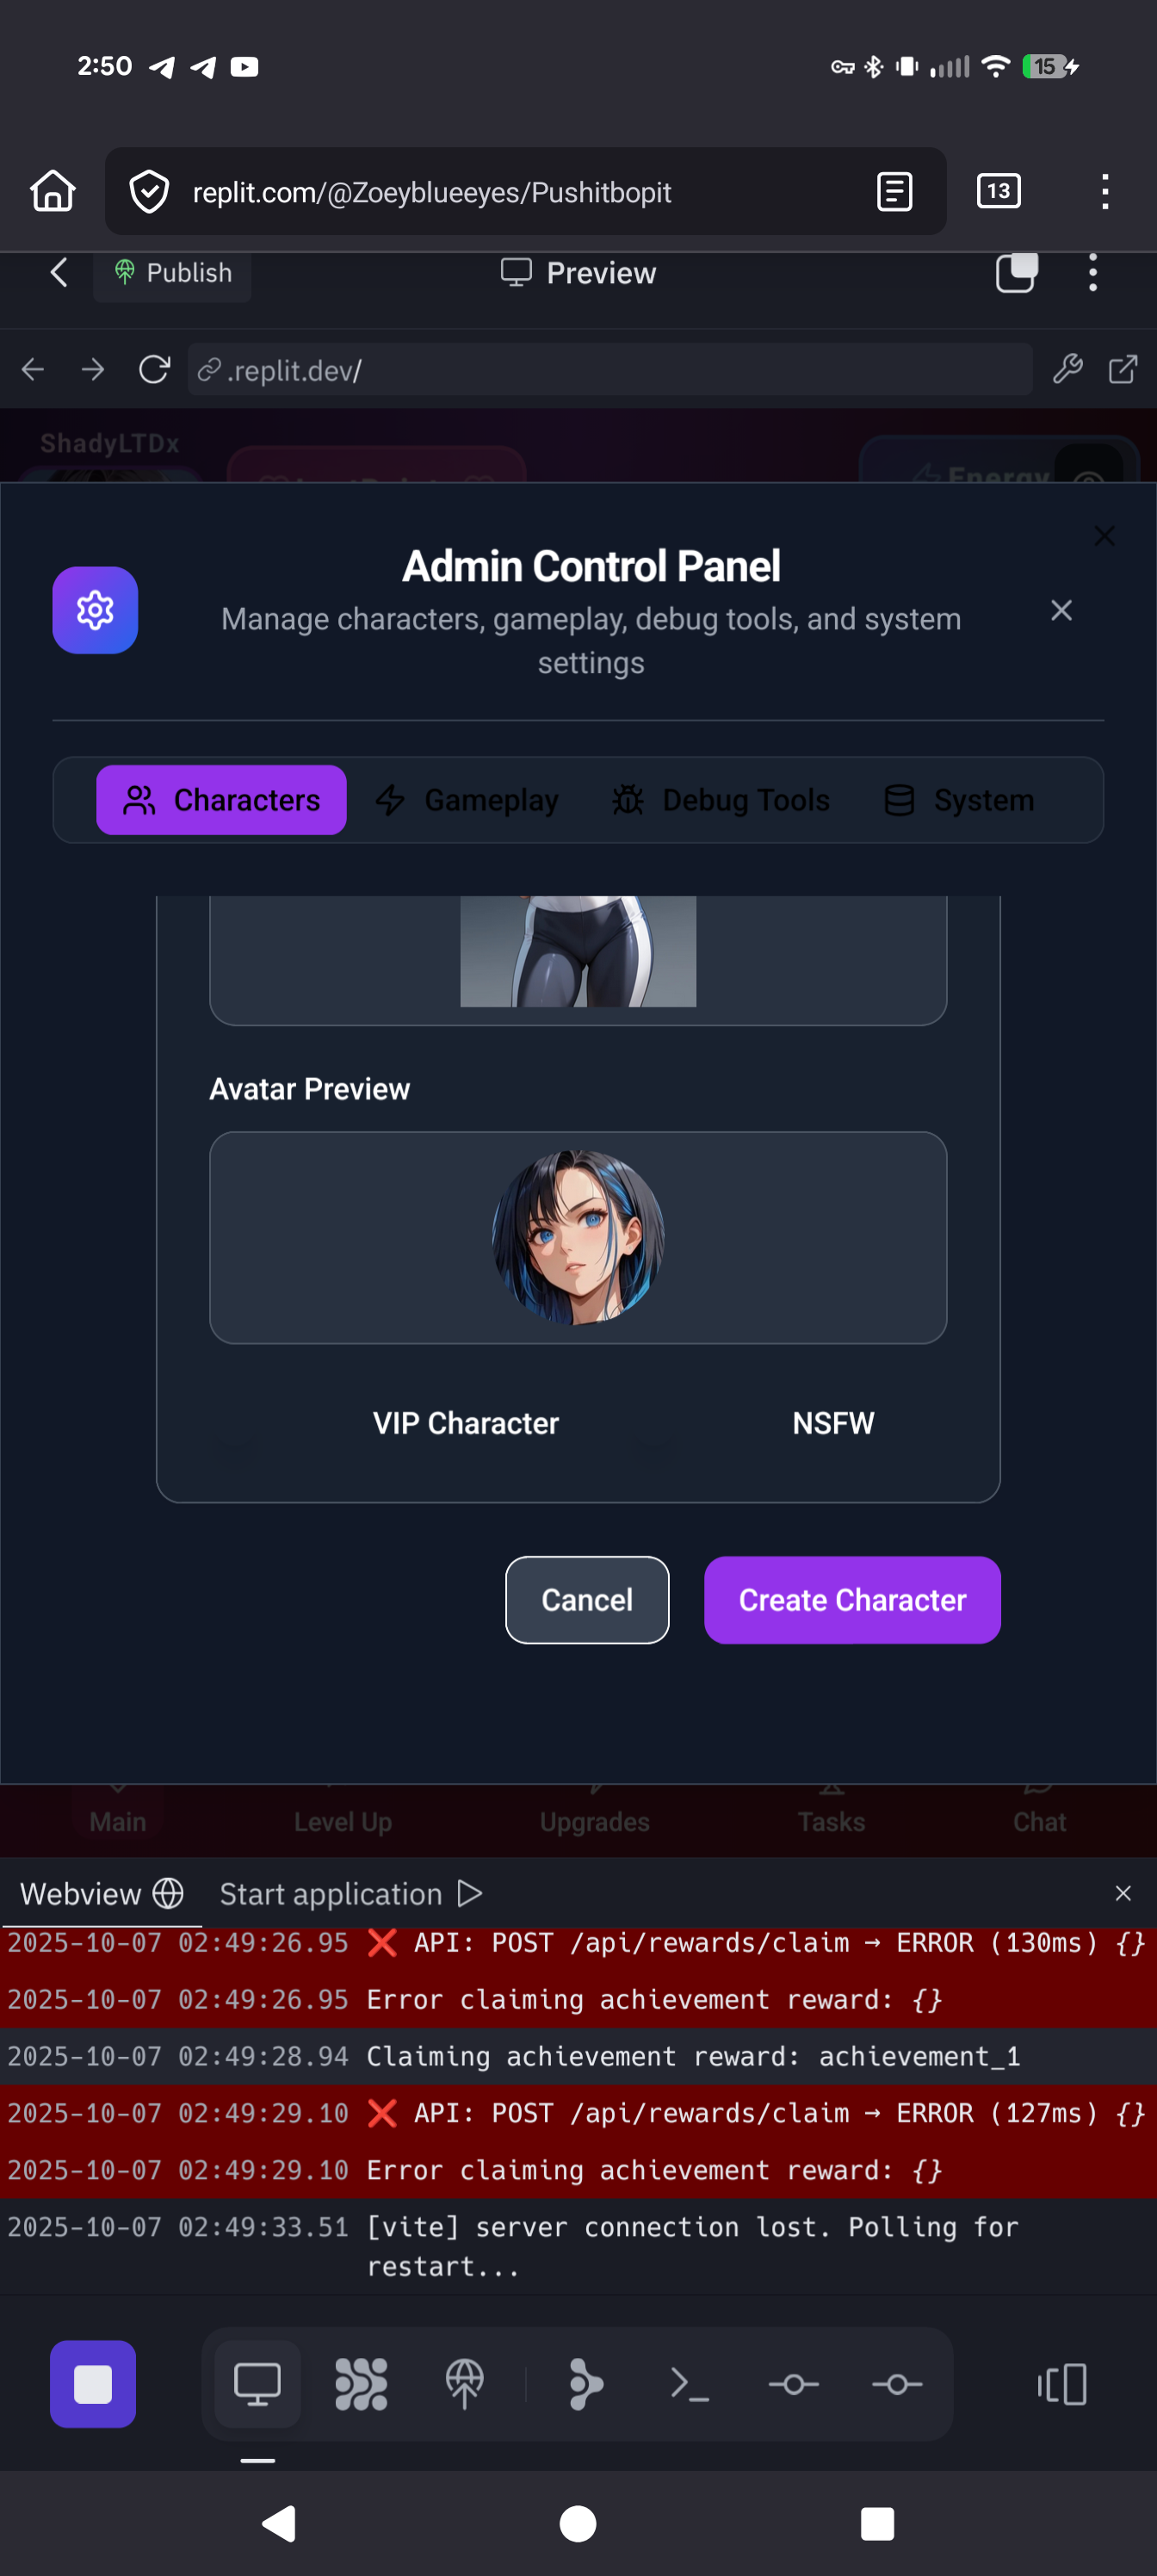 2:50
15
replit.com/@Zoeyblueeyes/Pushitbopit
13
Publish
Preview
.replit.dev/
ShadyLTDx
Energy
Admin Control Panel
Manage characters, gameplay, debug tools, and system
settings
Characters
Gameplay
Debug Tools
System
Avatar Preview
VIP Character
NSFW
Cancel
Create Character
Main
Level Up
Upgrades
Tasks
Chat
Webview
Start application
2025-10-07 02:49:26.95 ❌ API: POST /api/rewards/claim → ERROR (130ms) {}
2025-10-07 02:49:26.95 Error claiming achievement reward: {}
2025-10-07 02:49:28.94 Claiming achievement reward: achievement_1
2025-10-07 02:49:29.10 ❌ API: POST /api/rewards/claim → ERROR (127ms) {}
2025-10-07 02:49:29.10 Error claiming achievement reward: {}
2025-10-07 02:49:33.51 [vite] server connection lost. Polling for
restart...